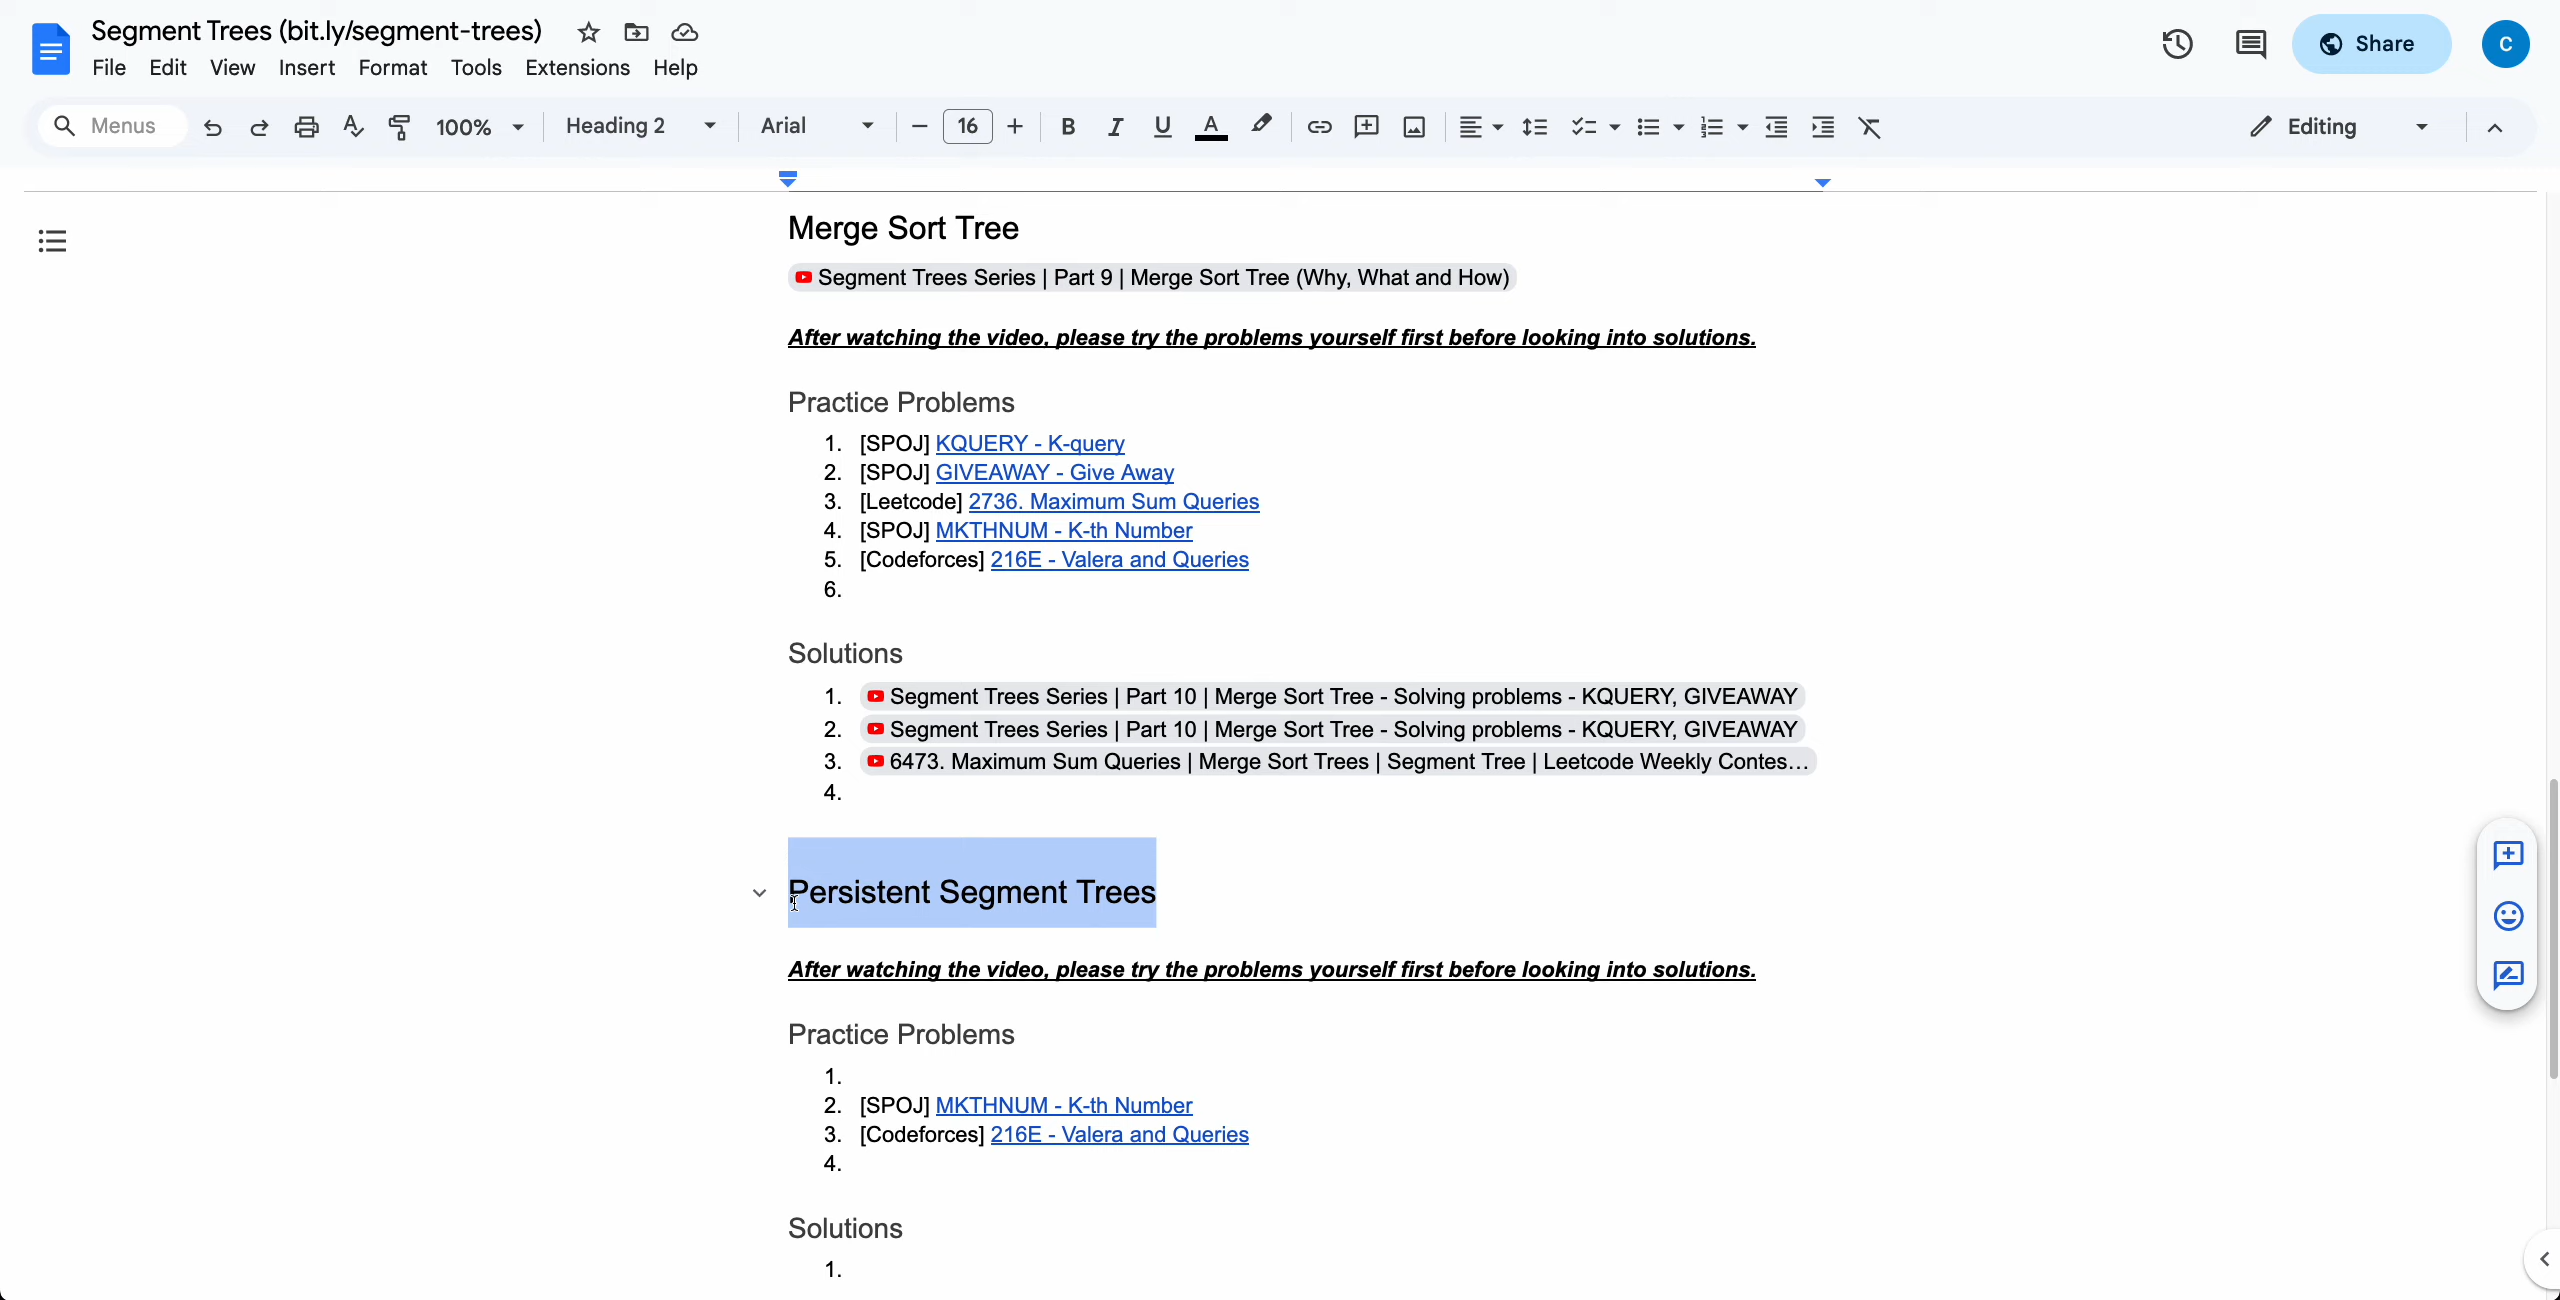 Segment Trees (bit.ly/segment-trees)
File Edit View Insert Format Tools Extensions Help
Share
C
Menus
100%
Heading 2
Arial
16
B I U A
Editing
Merge Sort Tree
Segment Trees Series | Part 9 | Merge Sort Tree (Why, What and How)
After watching the video, please try the problems yourself first before looking into solutions.
Practice Problems
1. [SPOJ] KQUERY - K-query
2. [SPOJ] GIVEAWAY - Give Away
3. [Leetcode] 2736. Maximum Sum Queries
4. [SPOJ] MKTHNUM - K-th Number
5. [Codeforces] 216E - Valera and Queries
6.
Solutions
1. Segment Trees Series | Part 10 | Merge Sort Tree - Solving problems - KQUERY, GIVEAWAY
2. Segment Trees Series | Part 10 | Merge Sort Tree - Solving problems - KQUERY, GIVEAWAY
3. 6473. Maximum Sum Queries | Merge Sort Trees | Segment Tree | Leetcode Weekly Contes...
4.
Persistent Segment Trees
After watching the video, please try the problems yourself first before looking into solutions.
Practice Problems
1.
2. [SPOJ] MKTHNUM - K-th Number
3. [Codeforces] 216E - Valera and Queries
4.
Solutions
1.